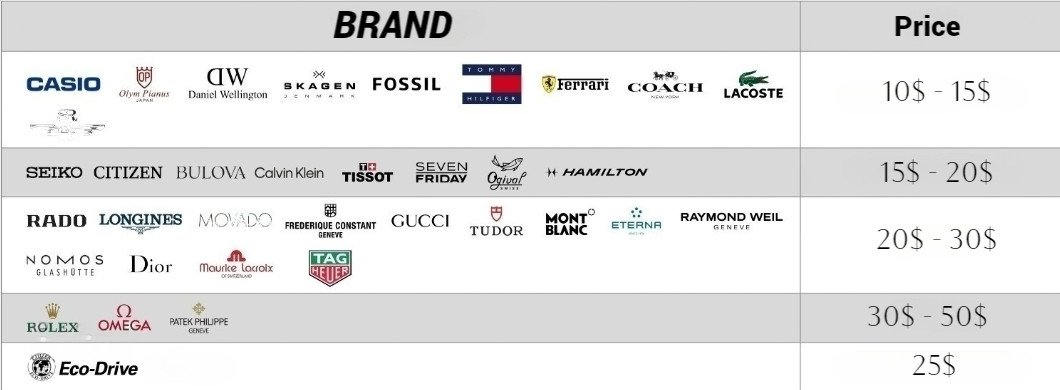 BRAND Price
CASIO OP Olym Pianus JAPAN DW Daniel Wellington SKAGEN DENMARK FOSSIL TOMMY HILFIGER Ferrari COACH NEW YORK LACOSTE 10$ - 15$
SEIKO CITIZEN BULOVA Calvin Klein TISSOT SEVEN FRIDAY Ogival SWISS HAMILTON 15$ - 20$
RADO LONGINES MOVADO FREDERIQUE CONSTANT GENEVE GUCCI TUDOR MONT BLANC ETERNA RAYMOND WEIL GENEVE 20$ - 30$
NOMOS GLASHÜTTE Dior Maurice Lacroix OF SWITZERLAND TAG HEUER
ROLEX OMEGA PATEK PHILIPPE GENEVE 30$ - 50$
Eco-Drive 25$